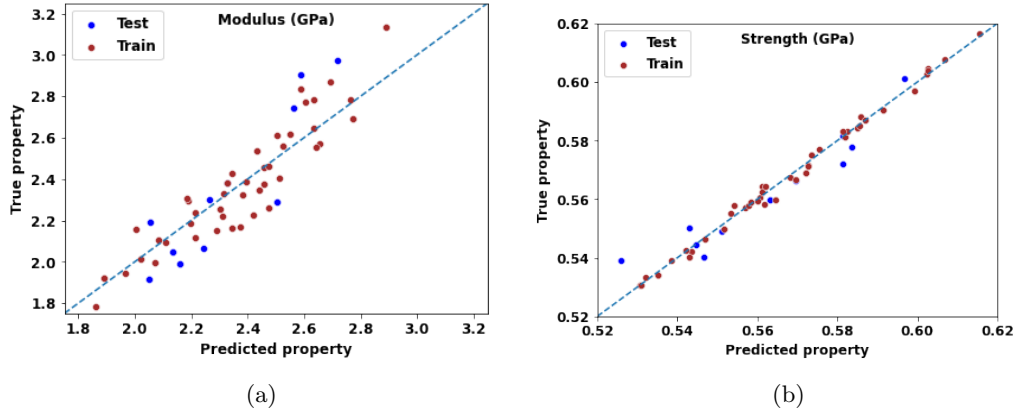 Modulus (GPa)
Test
Train
3.2
3.0
2.8
2.6
2.4
2.2
2.0
1.8
True property
1.8
2.0
2.2
2.4
2.6
2.8
3.0
3.2
Predicted property
(a)
Strength (GPa)
Test
Train
0.62
0.60
0.58
0.56
0.54
0.52
True property
0.52
0.54
0.56
0.58
0.60
0.62
Predicted property
(b)